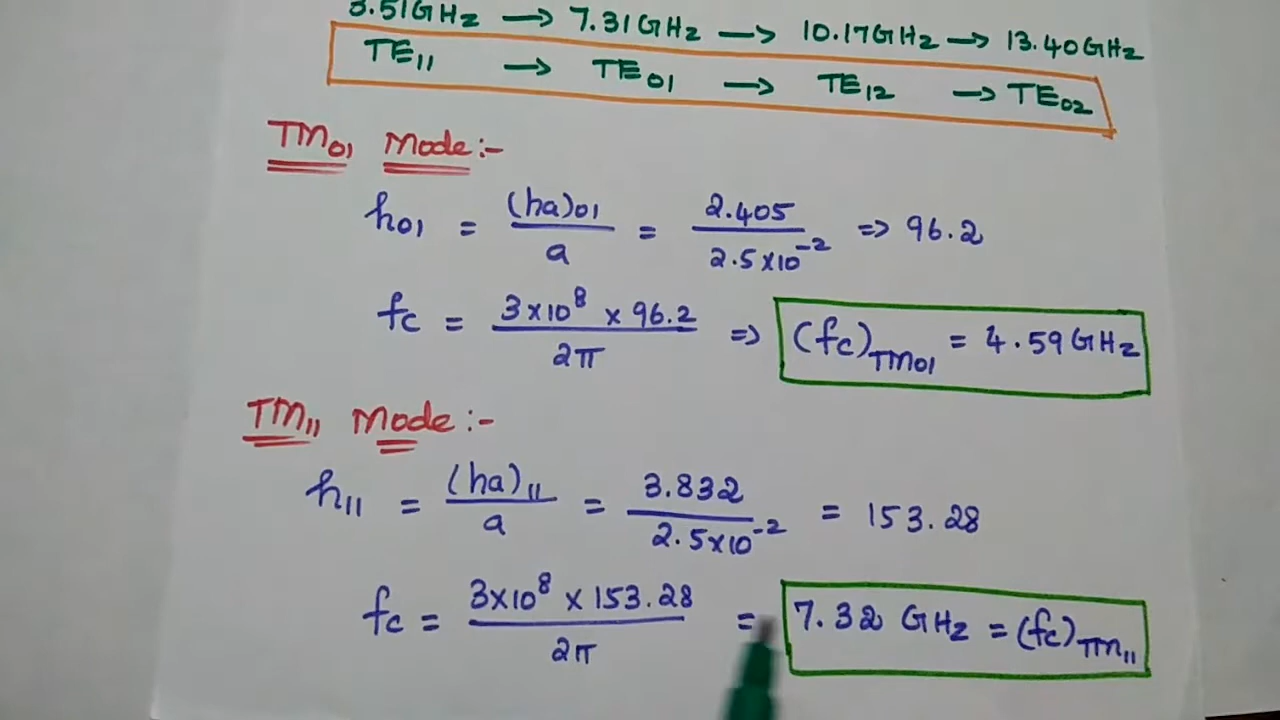 3.51GHz → 7.31GHz → 10.17GHz → 13.40GHz
TE11 → TE01 → TE12 → TE02
TM01 Mode:-
h01 = (ha)01 / a = 2.405 / 2.5×10^-2 => 96.2
fc = 3×10^8 × 96.2 / 2π => (fc)TM01 = 4.59GHz
TM11 Mode:-
h11 = (ha)11 / a = 3.832 / 2.5×10^-2 = 153.28
fc = 3×10^8 × 153.28 / 2π = 7.32 GHz = (fc)TM11